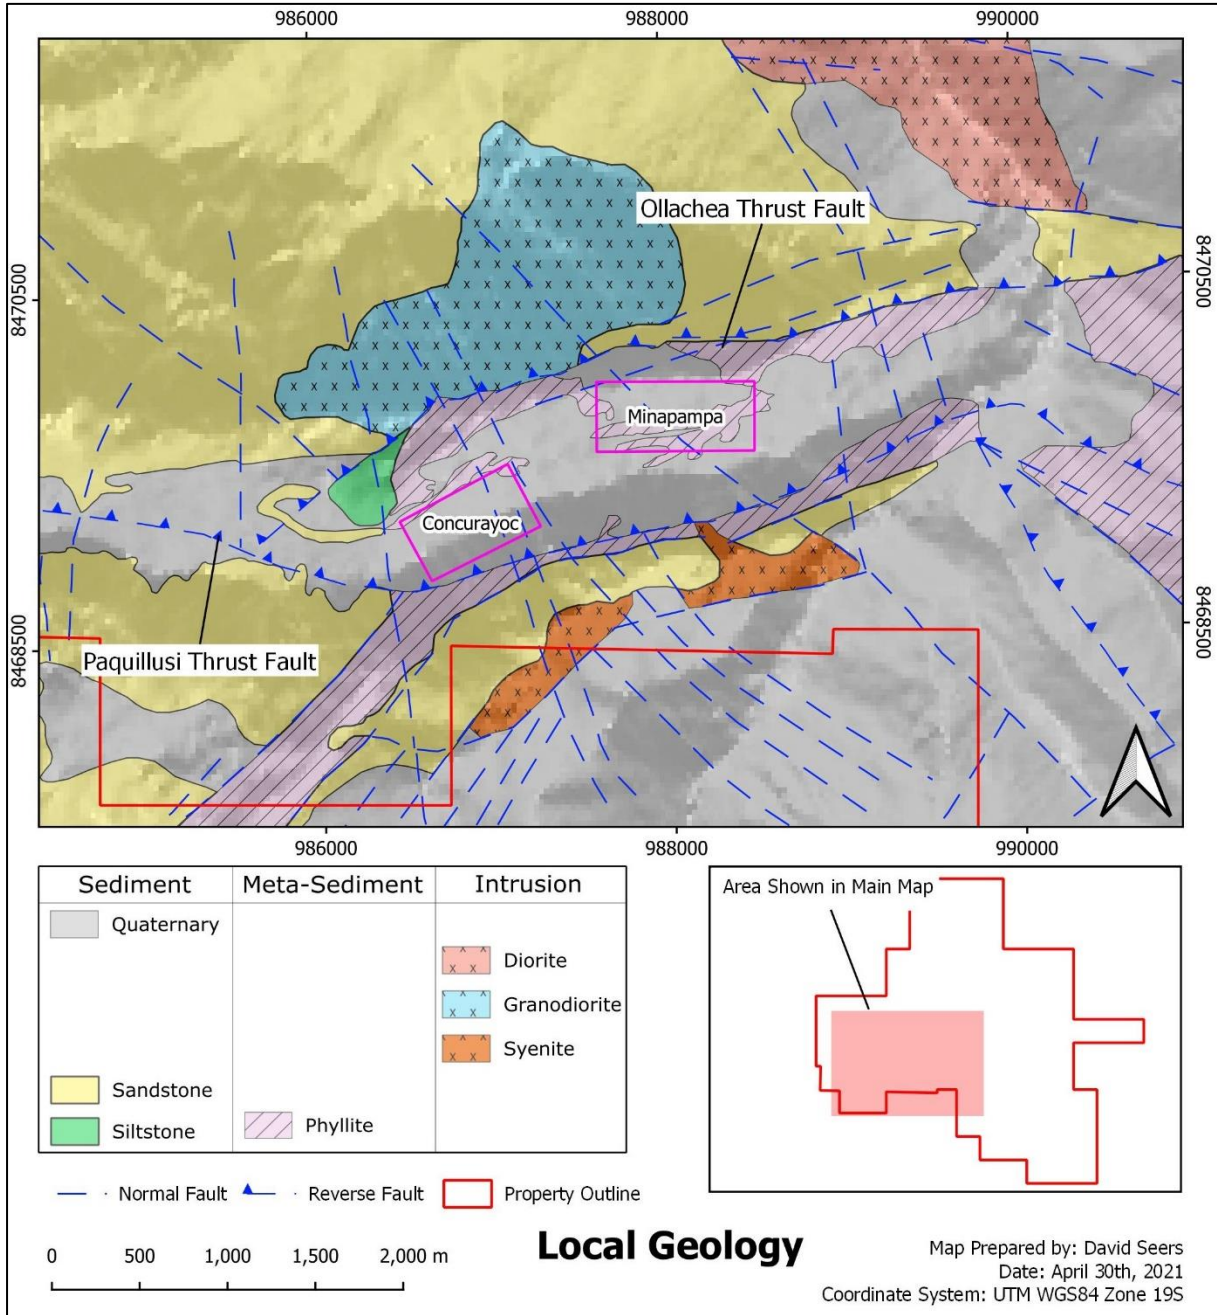 986000
988000
990000
Ollachea Thrust Fault
8470500
8470500
Minapampa
Concurayoc
8468500
8468500
Paquillusi Thrust Fault
986000
988000
990000
Sediment
Meta-Sediment
Intrusion
Quaternary
Diorite
Granodiorite
Syenite
Sandstone
Siltstone
Phyllite
Area Shown in Main Map
Normal Fault
Reverse Fault
Property Outline
0 500 1,000 1,500 2,000 m
Local Geology
Map Prepared by: David Seers
Date: April 30th, 2021
Coordinate System: UTM WGS84 Zone 19S